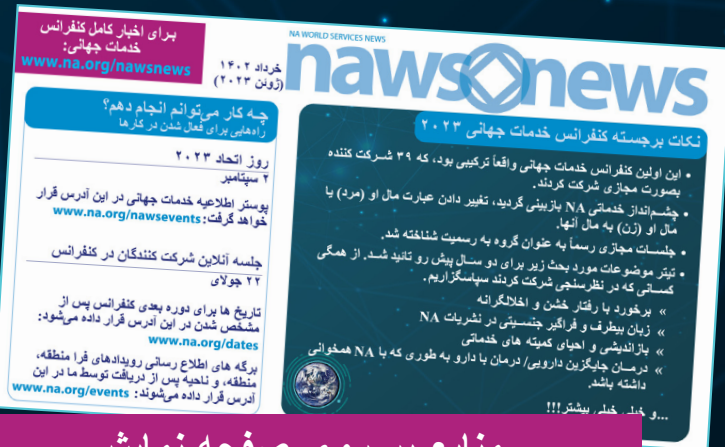 NA WORLD SERVICES NEWS
naws news
خرداد ۱۴۰۲
(ژوئن ۲۰۲۳)
برای اخبار کامل کنفرانس
خدمات جهانی:
www.na.org/nawsnews
نکات برجسته کنفرانس خدمات جهانی ۲۰۲۳
• این اولین کنفرانس خدمات جهانی واقعاً ترکیبی بود، که ۳۹ شرکت کننده
بصورت مجازی شرکت کردند.
• چشم‌انداز خدماتی NA بازبینی گردید، تغییر دادن عبارت مال او (مرد) یا
مال او (زن) به مال آنها.
• جلسات مجازی رسماً به عنوان گروه به رسمیت شناخته شد.
• تیتر موضوعات مورد بحث زیر برای دو سال پیش رو تائید شد. از همگی
کسانی که در نظرسنجی شرکت کردند سپاسگزاریم.
» برخورد با رفتار خشن و اخلالگرانه
» زبان بیطرف و فراگیر جنسیتی در نشریات NA
» بازاندیشی و احیای کمیته های خدماتی
» درمان جایگزین دارویی/ درمان با دارو به طوری که با NA همخوانی
داشته باشد.
...و خیلی خیلی بیشتر!!!
چه کار می‌توانم انجام دهم؟
راه‌هایی برای فعال شدن در کارها
روز اتحاد ۲۰۲۳
۲ سپتامبر
پوستر اطلاعیه خدمات جهانی در این آدرس قرار
خواهد گرفت: www.na.org/nawsevents
جلسه آنلاین شرکت کنندگان در کنفرانس
۲۲ جولای
تاریخ ها برای دوره بعدی کنفرانس پس از
مشخص شدن در این آدرس قرار داده می‌شود:
www.na.org/dates
برگه های اطلاع رسانی رویدادهای فرا منطقه،
منطقه، و ناحیه پس از دریافت توسط ما در این
آدرس قرار داده می‌شوند: www.na.org/events